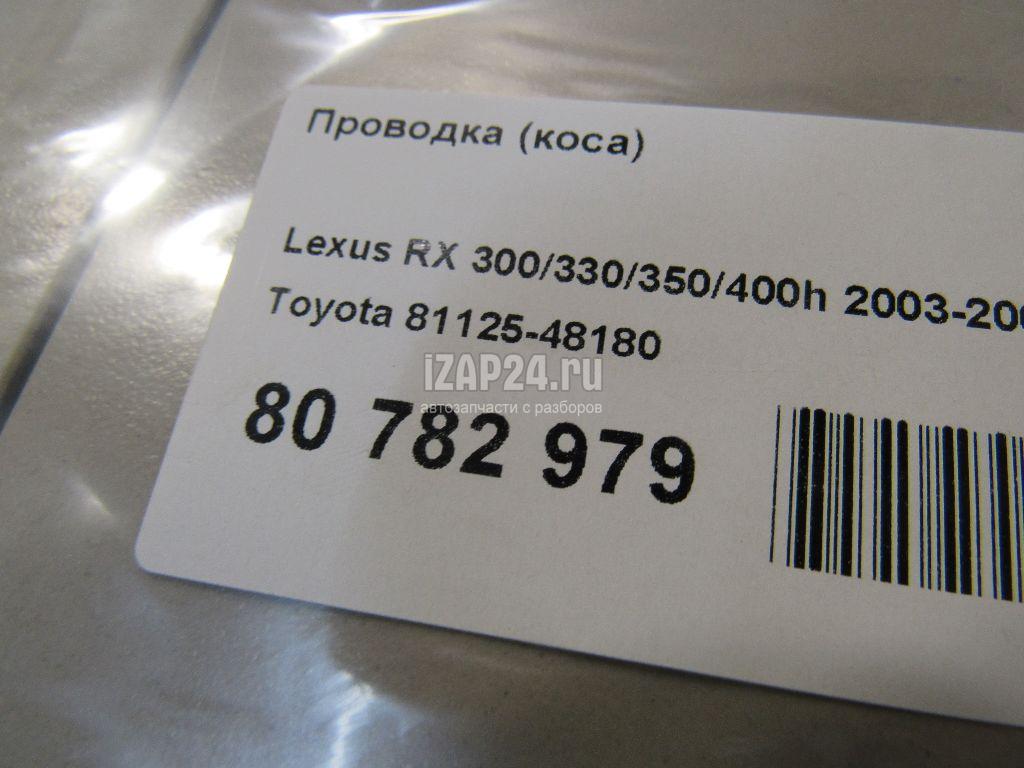 Проводка (коса)
Lexus RX 300/330/350/400h 2003-200
Toyota 81125-48180
iZAP24.ru
автозапчасти с разборов
80 782 979